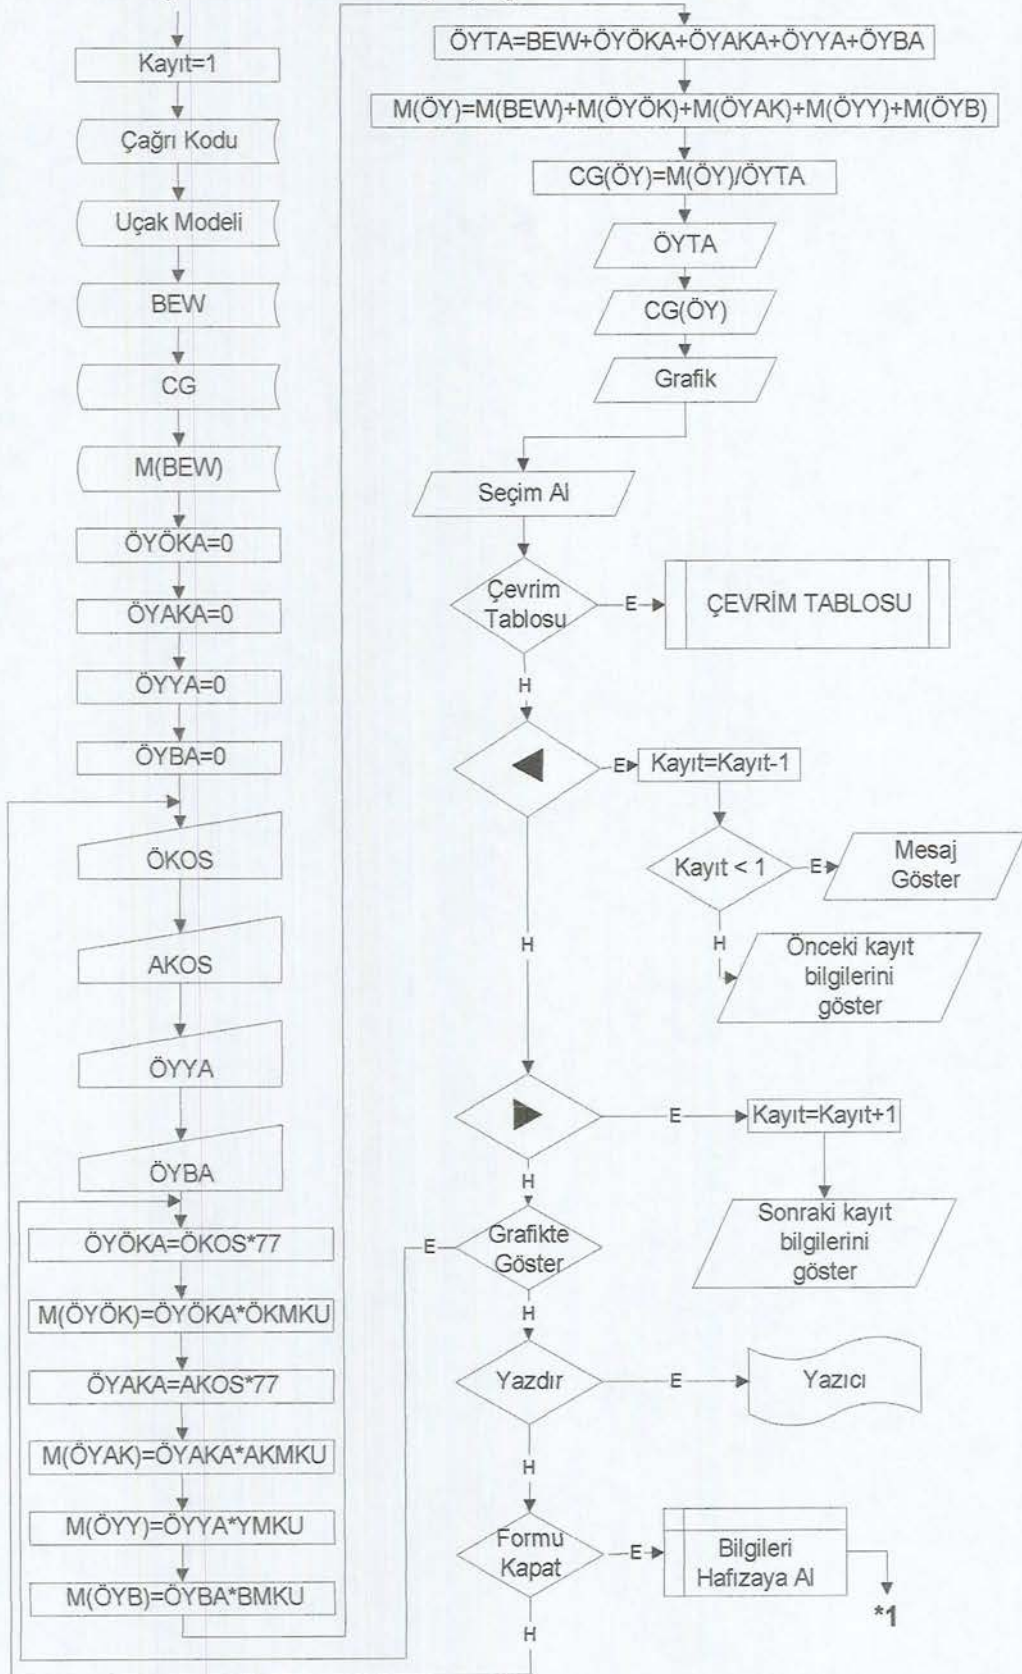 Kayıt=1
Çağrı Kodu
Uçak Modeli
BEW
CG
M(BEW)
ÖYÖKA=0
ÖYAKA=0
ÖYYA=0
ÖYBA=0
ÖKOS
AKOS
ÖYYA
ÖYBA
ÖYÖKA=ÖKOS*77
M(ÖYÖK)=ÖYÖKA*ÖKMKU
ÖYAKA=AKOS*77
M(ÖYAK)=ÖYAKA*AKMKU
M(ÖYY)=ÖYYA*YMKU
M(ÖYB)=ÖYBA*BMKU
ÖYTA=BEW+ÖYÖKA+ÖYAKA+ÖYYA+ÖYBA
M(ÖY)=M(BEW)+M(ÖYÖK)+M(ÖYAK)+M(ÖYY)+M(ÖYB)
CG(ÖY)=M(ÖY)/ÖYTA
ÖYTA
CG(ÖY)
Grafik
Seçim Al
Çevrim
Tablosu
E
ÇEVRİM TABLOSU
H
E
Kayıt=Kayıt-1
Kayıt < 1
E
Mesaj
Göster
H
Önceki kayıt
bilgilerini
göster
H
E
Kayıt=Kayıt+1
Sonraki kayıt
bilgilerini
göster
H
E
Grafikte
Göster
H
Yazdır
E
Yazıcı
H
Formu
Kapat
E
Bilgileri
Hafızaya Al
*1
H